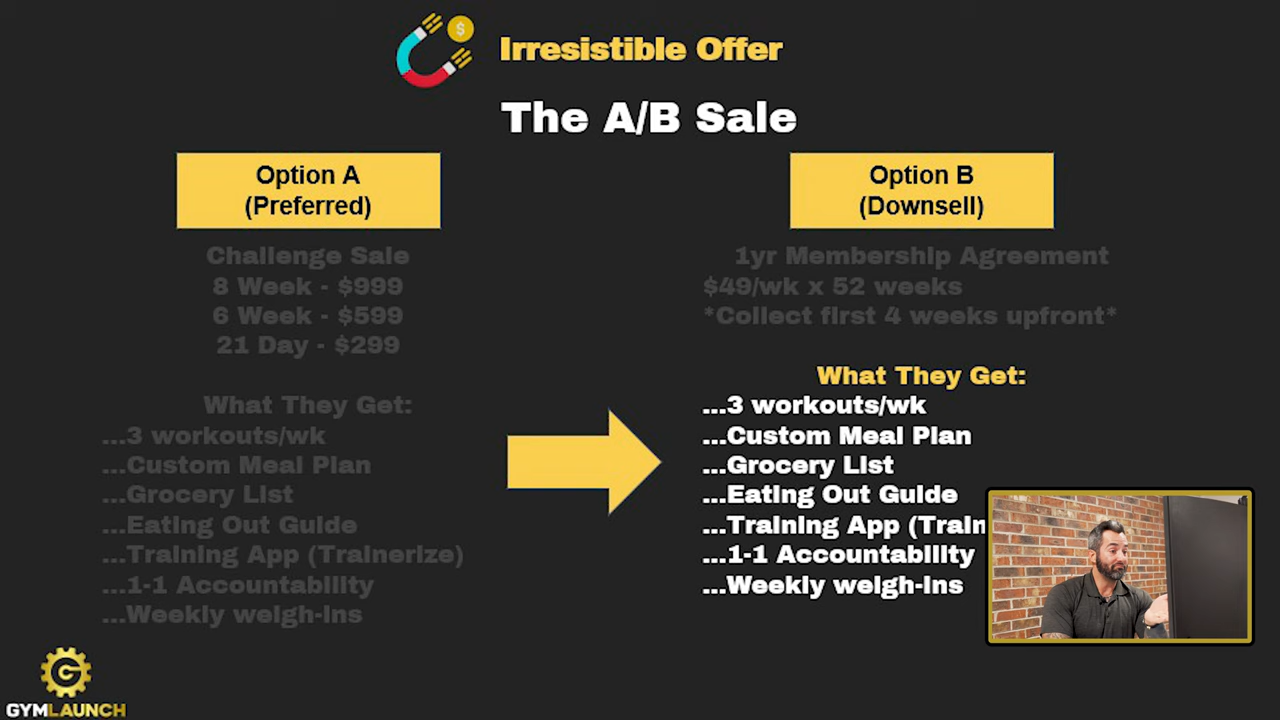 Irresistible Offer
The A/B Sale
Option A
(Preferred)
Challenge Sale
8 Week - $999
6 Week - $599
21 Day - $299
What They Get:
...3 workouts/wk
...Custom Meal Plan
...Grocery List
...Eating Out Guide
...Training App (Trainerize)
...1-1 Accountability
...Weekly weigh-ins
Option B
(Downsell)
1yr Membership Agreement
$49/wk x 52 weeks
*Collect first 4 weeks upfront*
What They Get:
...3 workouts/wk
...Custom Meal Plan
...Grocery List
...Eating Out Guide
...Training App (Train
...1-1 Accountability
...Weekly weigh-ins
GYMLAUNCH